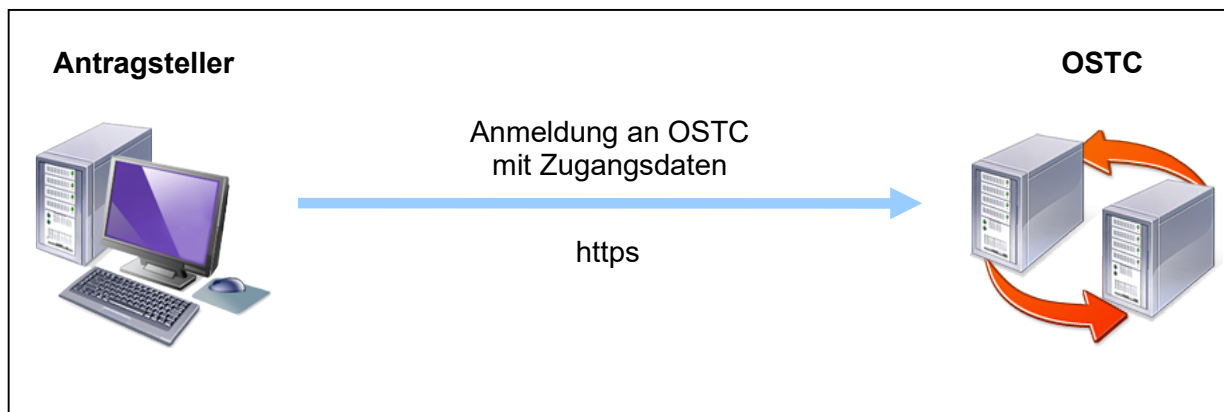 Antragsteller
OSTC
Anmeldung an OSTC
mit Zugangsdaten
https